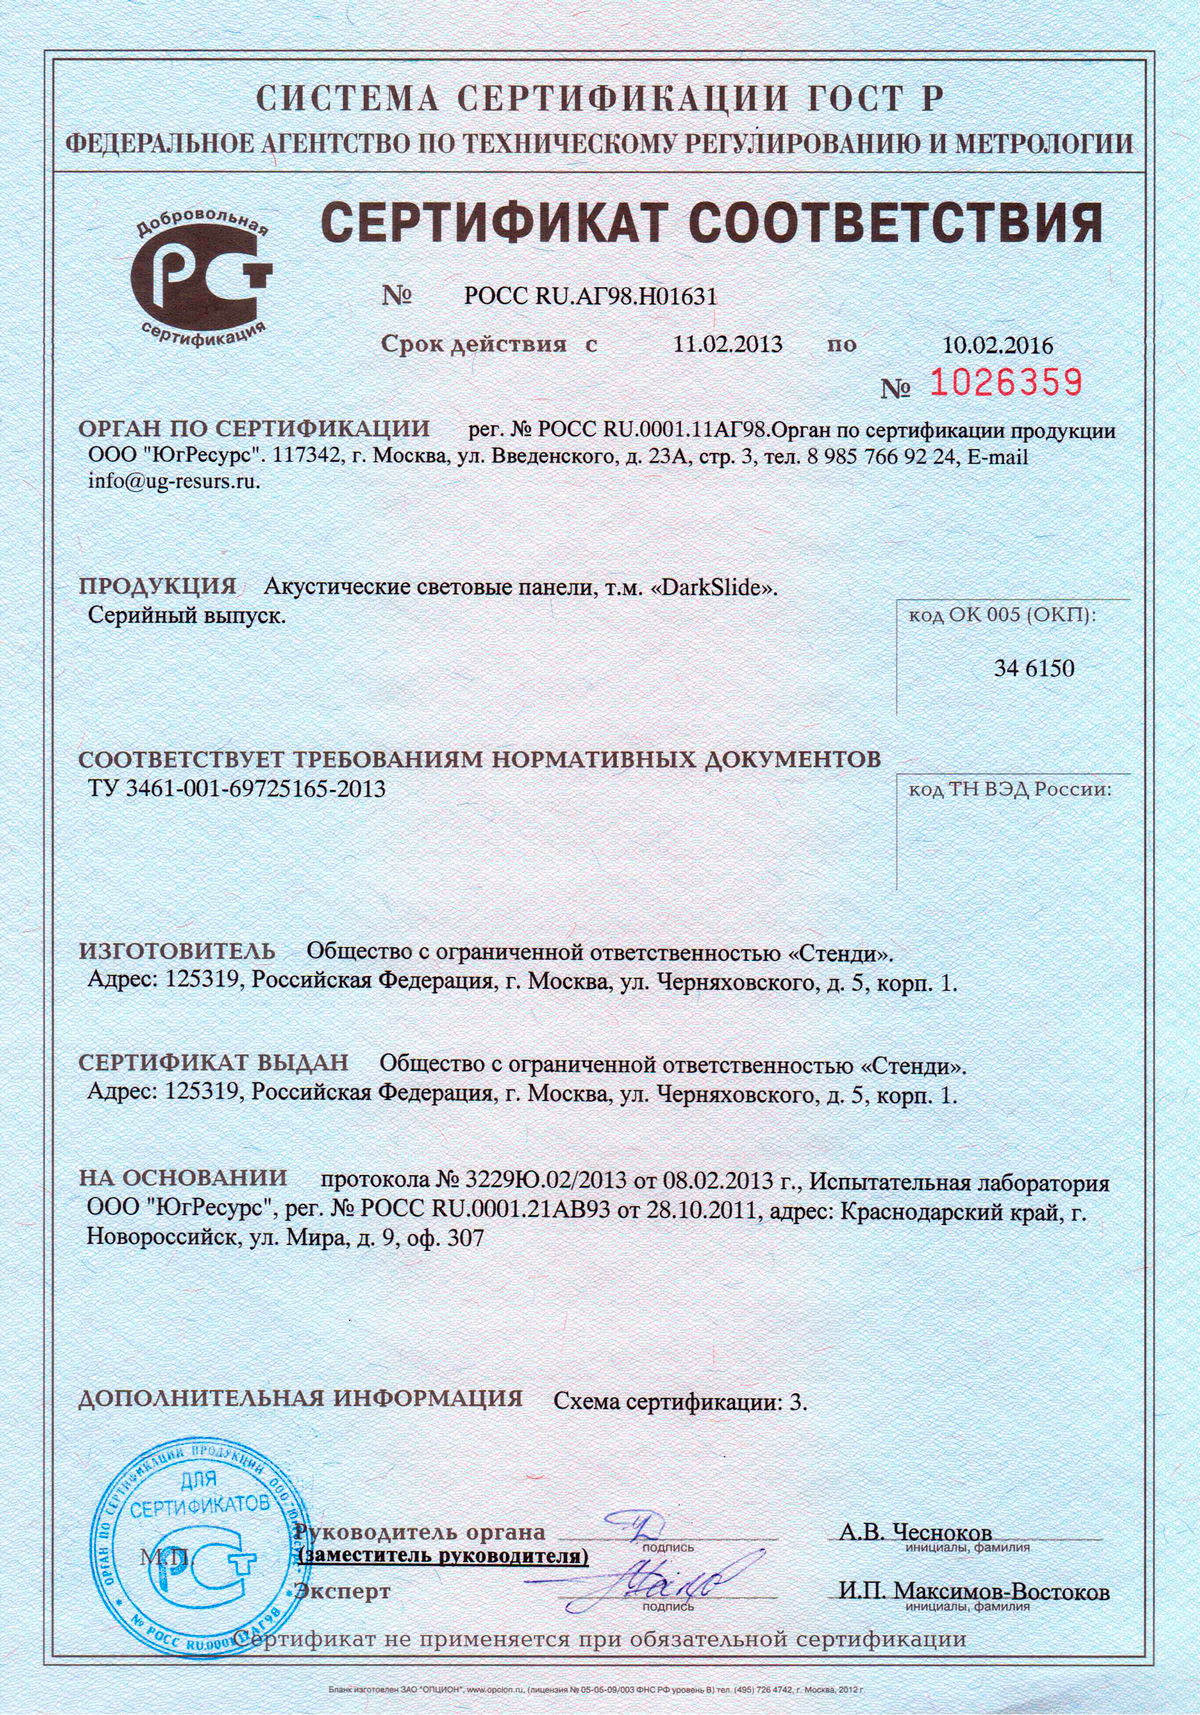 СИСТЕМА СЕРТИФИКАЦИИ ГОСТ Р
ФЕДЕРАЛЬНОЕ АГЕНТСТВО ПО ТЕХНИЧЕСКОМУ РЕГУЛИРОВАНИЮ И МЕТРОЛОГИИ
Добровольная
РСТ
сертификация
СЕРТИФИКАТ СООТВЕТСТВИЯ
№ РОСС RU.АГ98.Н01631
Срок действия с 11.02.2013 по 10.02.2016
№ 1026359
ОРГАН ПО СЕРТИФИКАЦИИ рег. № РОСС RU.0001.11АГ98.Орган по сертификации продукции
ООО "ЮгРесурс". 117342, г. Москва, ул. Введенского, д. 23А, стр. 3, тел. 8 985 766 92 24, E-mail
info@ug-resurs.ru.
ПРОДУКЦИЯ Акустические световые панели, т.м. «DarkSlide».
Серийный выпуск.
код ОК 005 (ОКП):
34 6150
СООТВЕТСТВУЕТ ТРЕБОВАНИЯМ НОРМАТИВНЫХ ДОКУМЕНТОВ
ТУ 3461-001-69725165-2013
код ТН ВЭД России:
ИЗГОТОВИТЕЛЬ Общество с ограниченной ответственностью «Стенди».
Адрес: 125319, Российская Федерация, г. Москва, ул. Черняховского, д. 5, корп. 1.
СЕРТИФИКАТ ВЫДАН Общество с ограниченной ответственностью «Стенди».
Адрес: 125319, Российская Федерация, г. Москва, ул. Черняховского, д. 5, корп. 1.
НА ОСНОВАНИИ протокола № 3229Ю.02/2013 от 08.02.2013 г., Испытательная лаборатория
ООО "ЮгРесурс", рег. № РОСС RU.0001.21АВ93 от 28.10.2011, адрес: Краснодарский край, г.
Новороссийск, ул. Мира, д. 9, оф. 307
ДОПОЛНИТЕЛЬНАЯ ИНФОРМАЦИЯ Схема сертификации: 3.
ОРГАН ПО СЕРТИФИКАЦИИ ПРОДУКЦИИ ООО "ЮгРесурс"
ДЛЯ
СЕРТИФИКАТОВ
М.П.
РСТ
* № РОСС RU.0001.11АГ98 *
Руководитель органа А.В. Чесноков
подпись инициалы, фамилия
(заместитель руководителя)
Эксперт И.П. Максимов-Востоков
подпись инициалы, фамилия
Сертификат не применяется при обязательной сертификации
Бланк изготовлен ЗАО "ОПЦИОН", www.opcion.ru, (лицензия № 05-05-09/003 ФНС РФ уровень В) тел. (495) 726 4742, г. Москва, 2012 г.